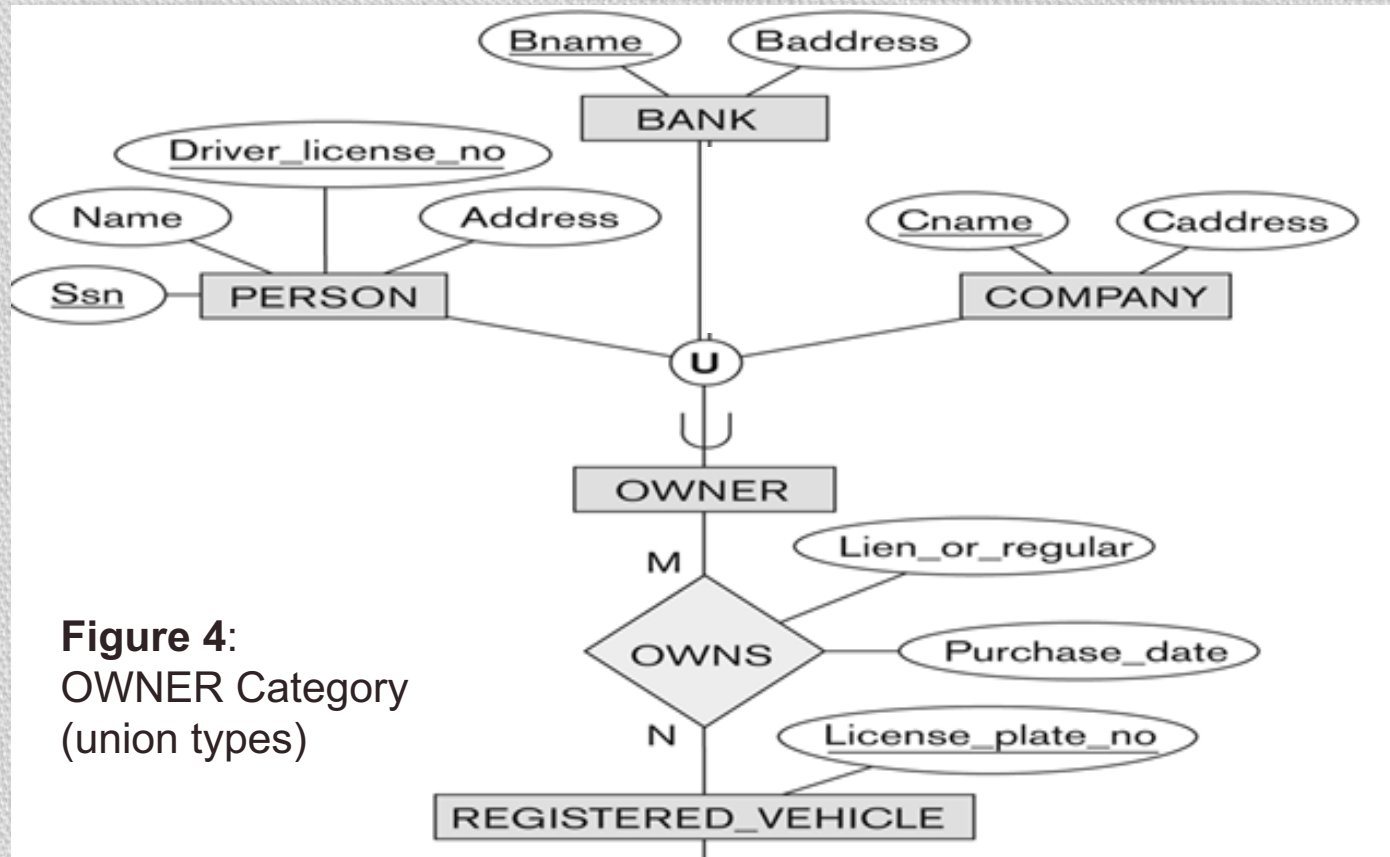 Bname
Baddress
BANK
Driver_license_no
Name
Address
Cname
Caddress
Ssn
PERSON
COMPANY
U
OWNER
M
Lien_or_regular
OWNS
Purchase_date
N
License_plate_no
REGISTERED_VEHICLE
Figure 4:
OWNER Category
(union types)